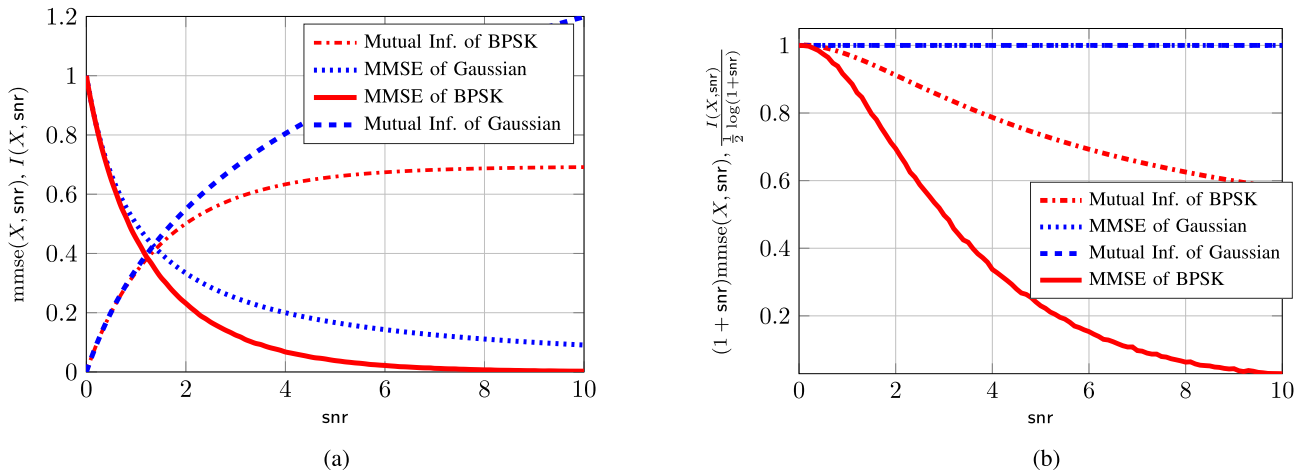 mmse(X, snr), I(X, snr)
1.2
1
0.8
0.6
0.4
0.2
0
0 2 4 6 8 10
snr
Mutual Inf. of BPSK
MMSE of Gaussian
MMSE of BPSK
Mutual Inf. of Gaussian
(a)
(1 + snr)mmse(X, snr), I(X,snr) / ½ log(1+snr)
1
0.8
0.6
0.4
0.2
0 2 4 6 8 10
snr
Mutual Inf. of BPSK
MMSE of Gaussian
Mutual Inf. of Gaussian
MMSE of BPSK
(b)